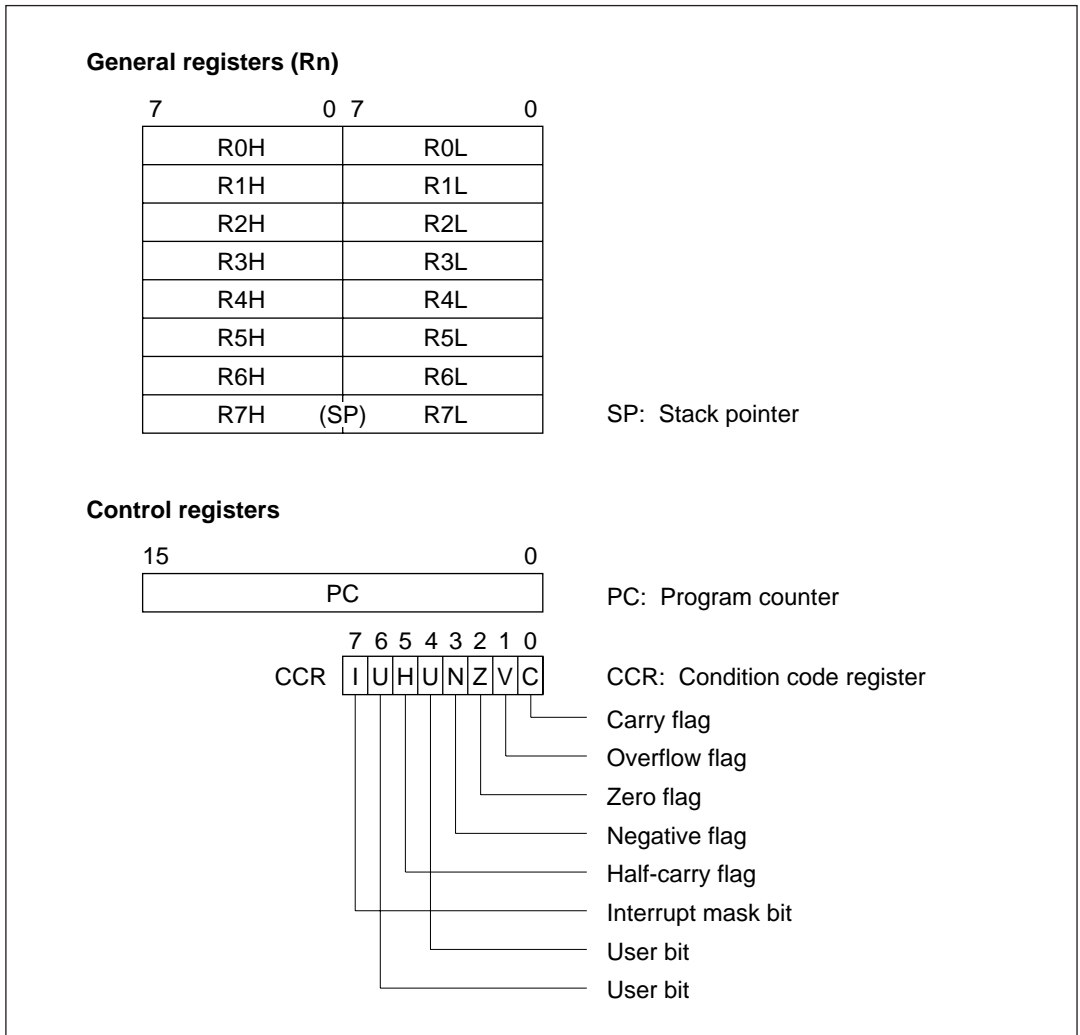 General registers (Rn)
7 0 7 0
R0H R0L
R1H R1L
R2H R2L
R3H R3L
R4H R4L
R5H R5L
R6H R6L
R7H (SP) R7L SP: Stack pointer
Control registers
15 0
PC PC: Program counter
7 6 5 4 3 2 1 0
CCR I U H U N Z V C CCR: Condition code register
Carry flag
Overflow flag
Zero flag
Negative flag
Half-carry flag
Interrupt mask bit
User bit
User bit